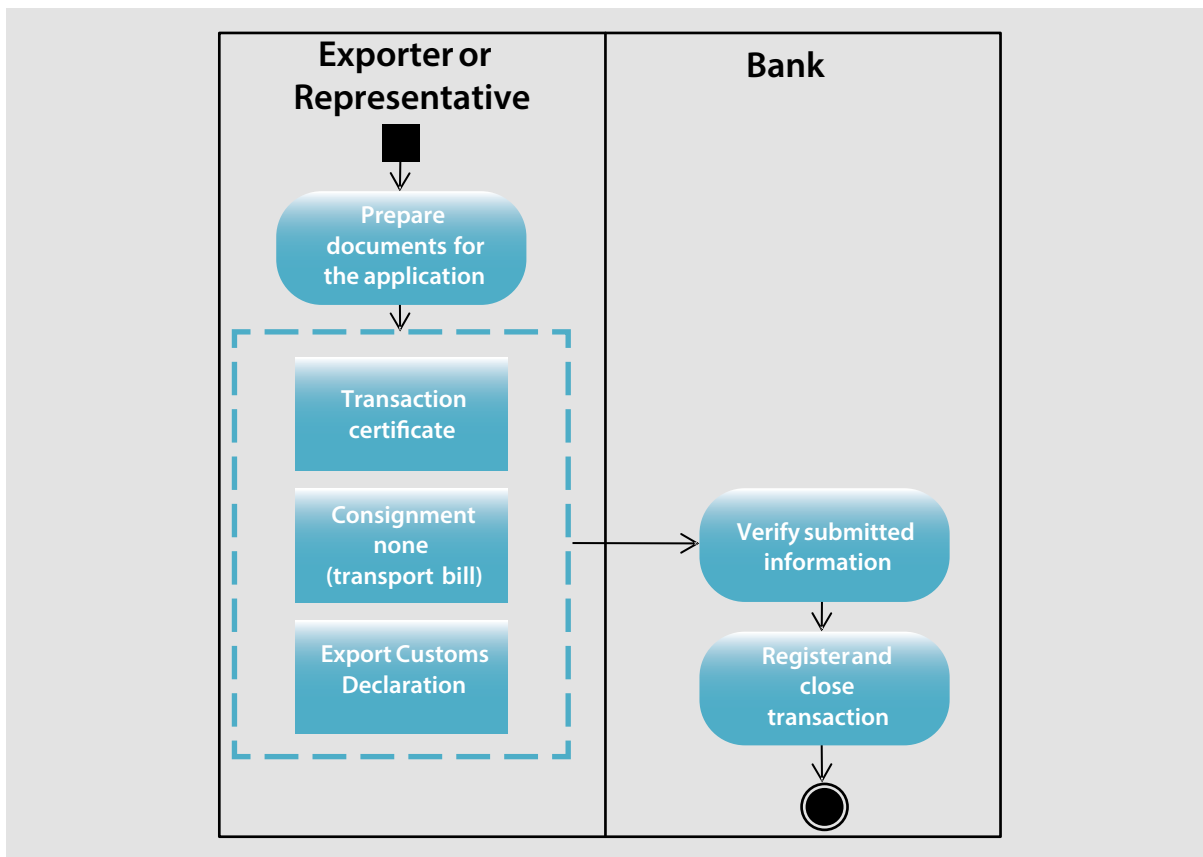 Exporter or
Representative
Bank
Prepare
documents for
the application
Transaction
certificate
Consignment
none
(transport bill)
Export Customs
Declaration
Verify submitted
information
Register and
close
transaction